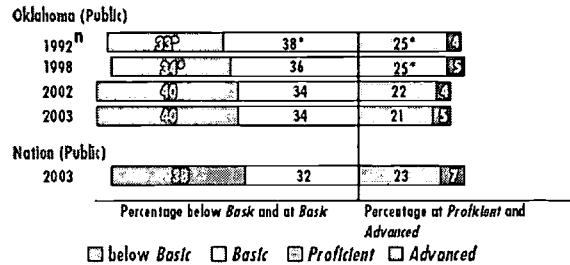 Oklahoma (Public)
1992ⁿ 33* 38* 25* 4
1998 34* 36 25* 5
2002 40 34 22 4
2003 40 34 21 5
Nation (Public)
2003 38 32 23 7
Percentage below Basic and at Basic Percentage at Proficient and
Advanced
below Basic Basic Proficient Advanced